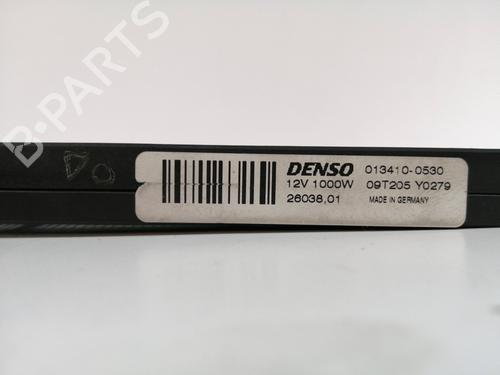 B-PARTS
DENSO 013410-0530
12V 1000W 09T205 Y0279
26038,01 MADE IN GERMANY